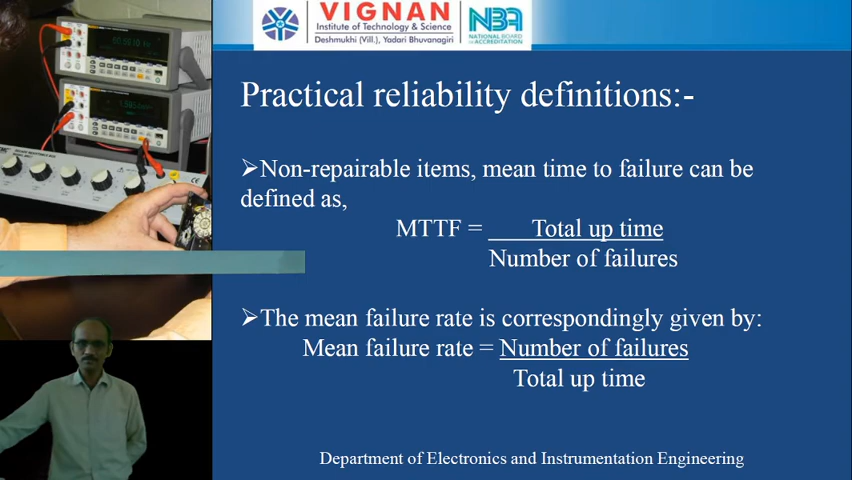 VIGNAN
Institute of Technology & Science
Deshmukhi (Vill.), Yadari Bhuvanagiri
NBA
NATIONAL BOARD
OF ACCREDITATION
Practical reliability definitions:-
➢Non-repairable items, mean time to failure can be
defined as,
MTTF = Total up time
Number of failures
➢The mean failure rate is correspondingly given by:
Mean failure rate = Number of failures
Total up time
Department of Electronics and Instrumentation Engineering